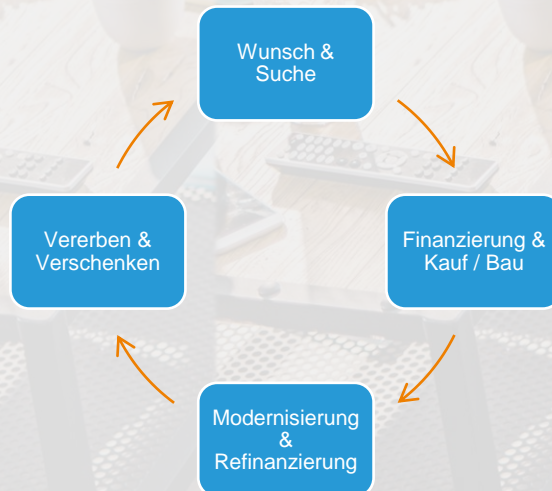 Wunsch &
Suche
Finanzierung &
Kauf / Bau
Modernisierung
&
Refinanzierung
Vererben &
Verschenken